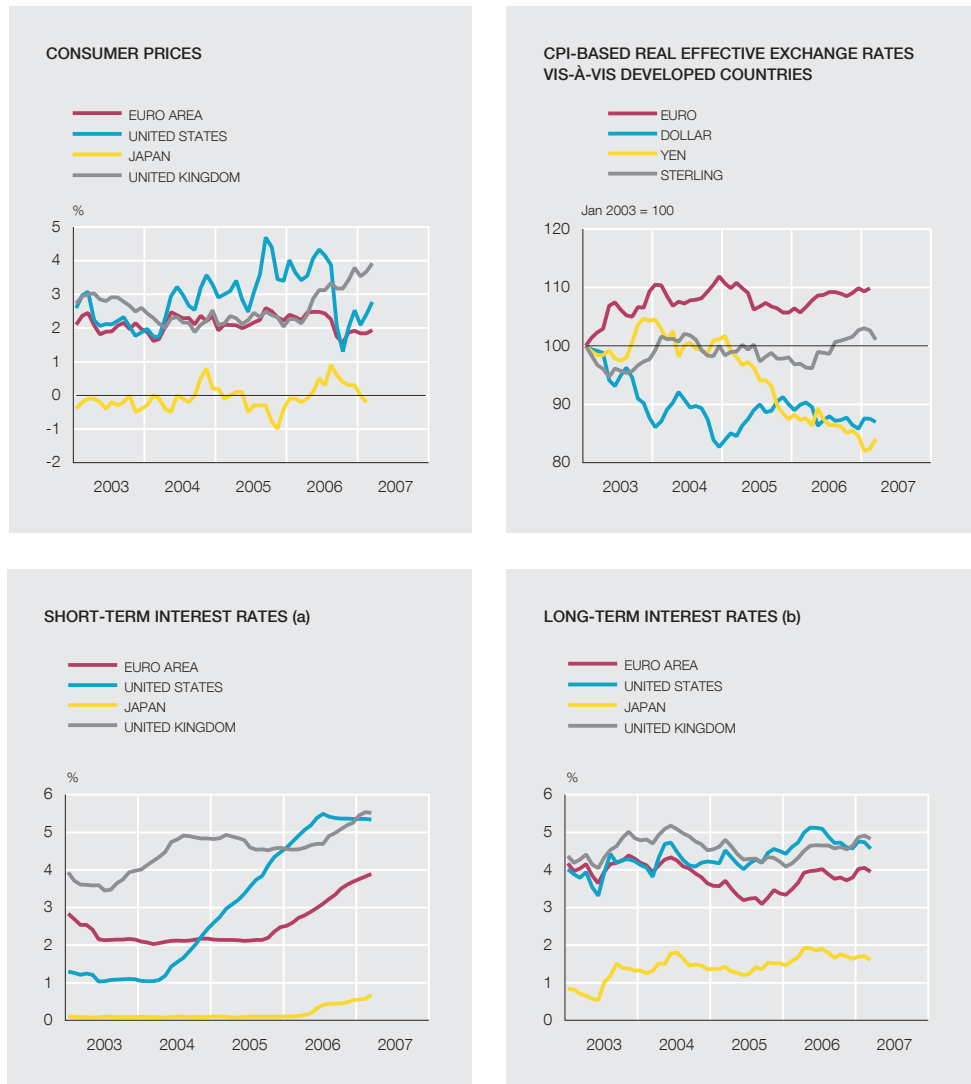 CONSUMER PRICES
EURO AREA
UNITED STATES
JAPAN
UNITED KINGDOM
%
5
4
3
2
1
0
-1
-2
2003 2004 2005 2006 2007
CPI-BASED REAL EFFECTIVE EXCHANGE RATES
VIS-À-VIS DEVELOPED COUNTRIES
EURO
DOLLAR
YEN
STERLING
Jan 2003 = 100
120
110
100
90
80
2003 2004 2005 2006 2007
SHORT-TERM INTEREST RATES (a)
EURO AREA
UNITED STATES
JAPAN
UNITED KINGDOM
%
6
5
4
3
2
1
0
2003 2004 2005 2006 2007
LONG-TERM INTEREST RATES (b)
EURO AREA
UNITED STATES
JAPAN
UNITED KINGDOM
%
6
5
4
3
2
1
0
2003 2004 2005 2006 2007